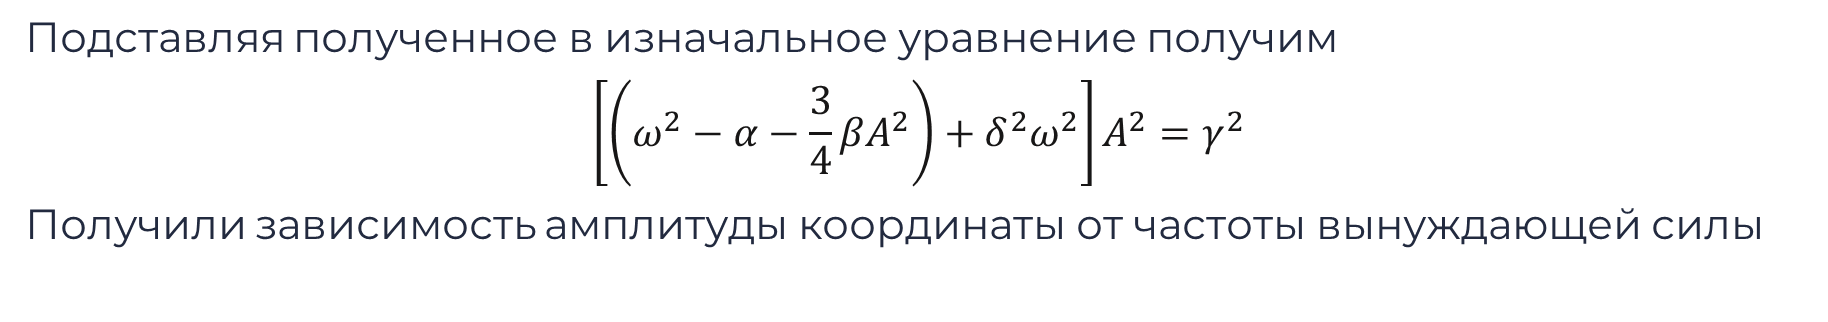 Подставляя полученное в изначальное уравнение получим
[(ω² − α − 3/4 βA²) + δ²ω²] A² = γ²
Получили зависимость амплитуды координаты от частоты вынуждающей силы